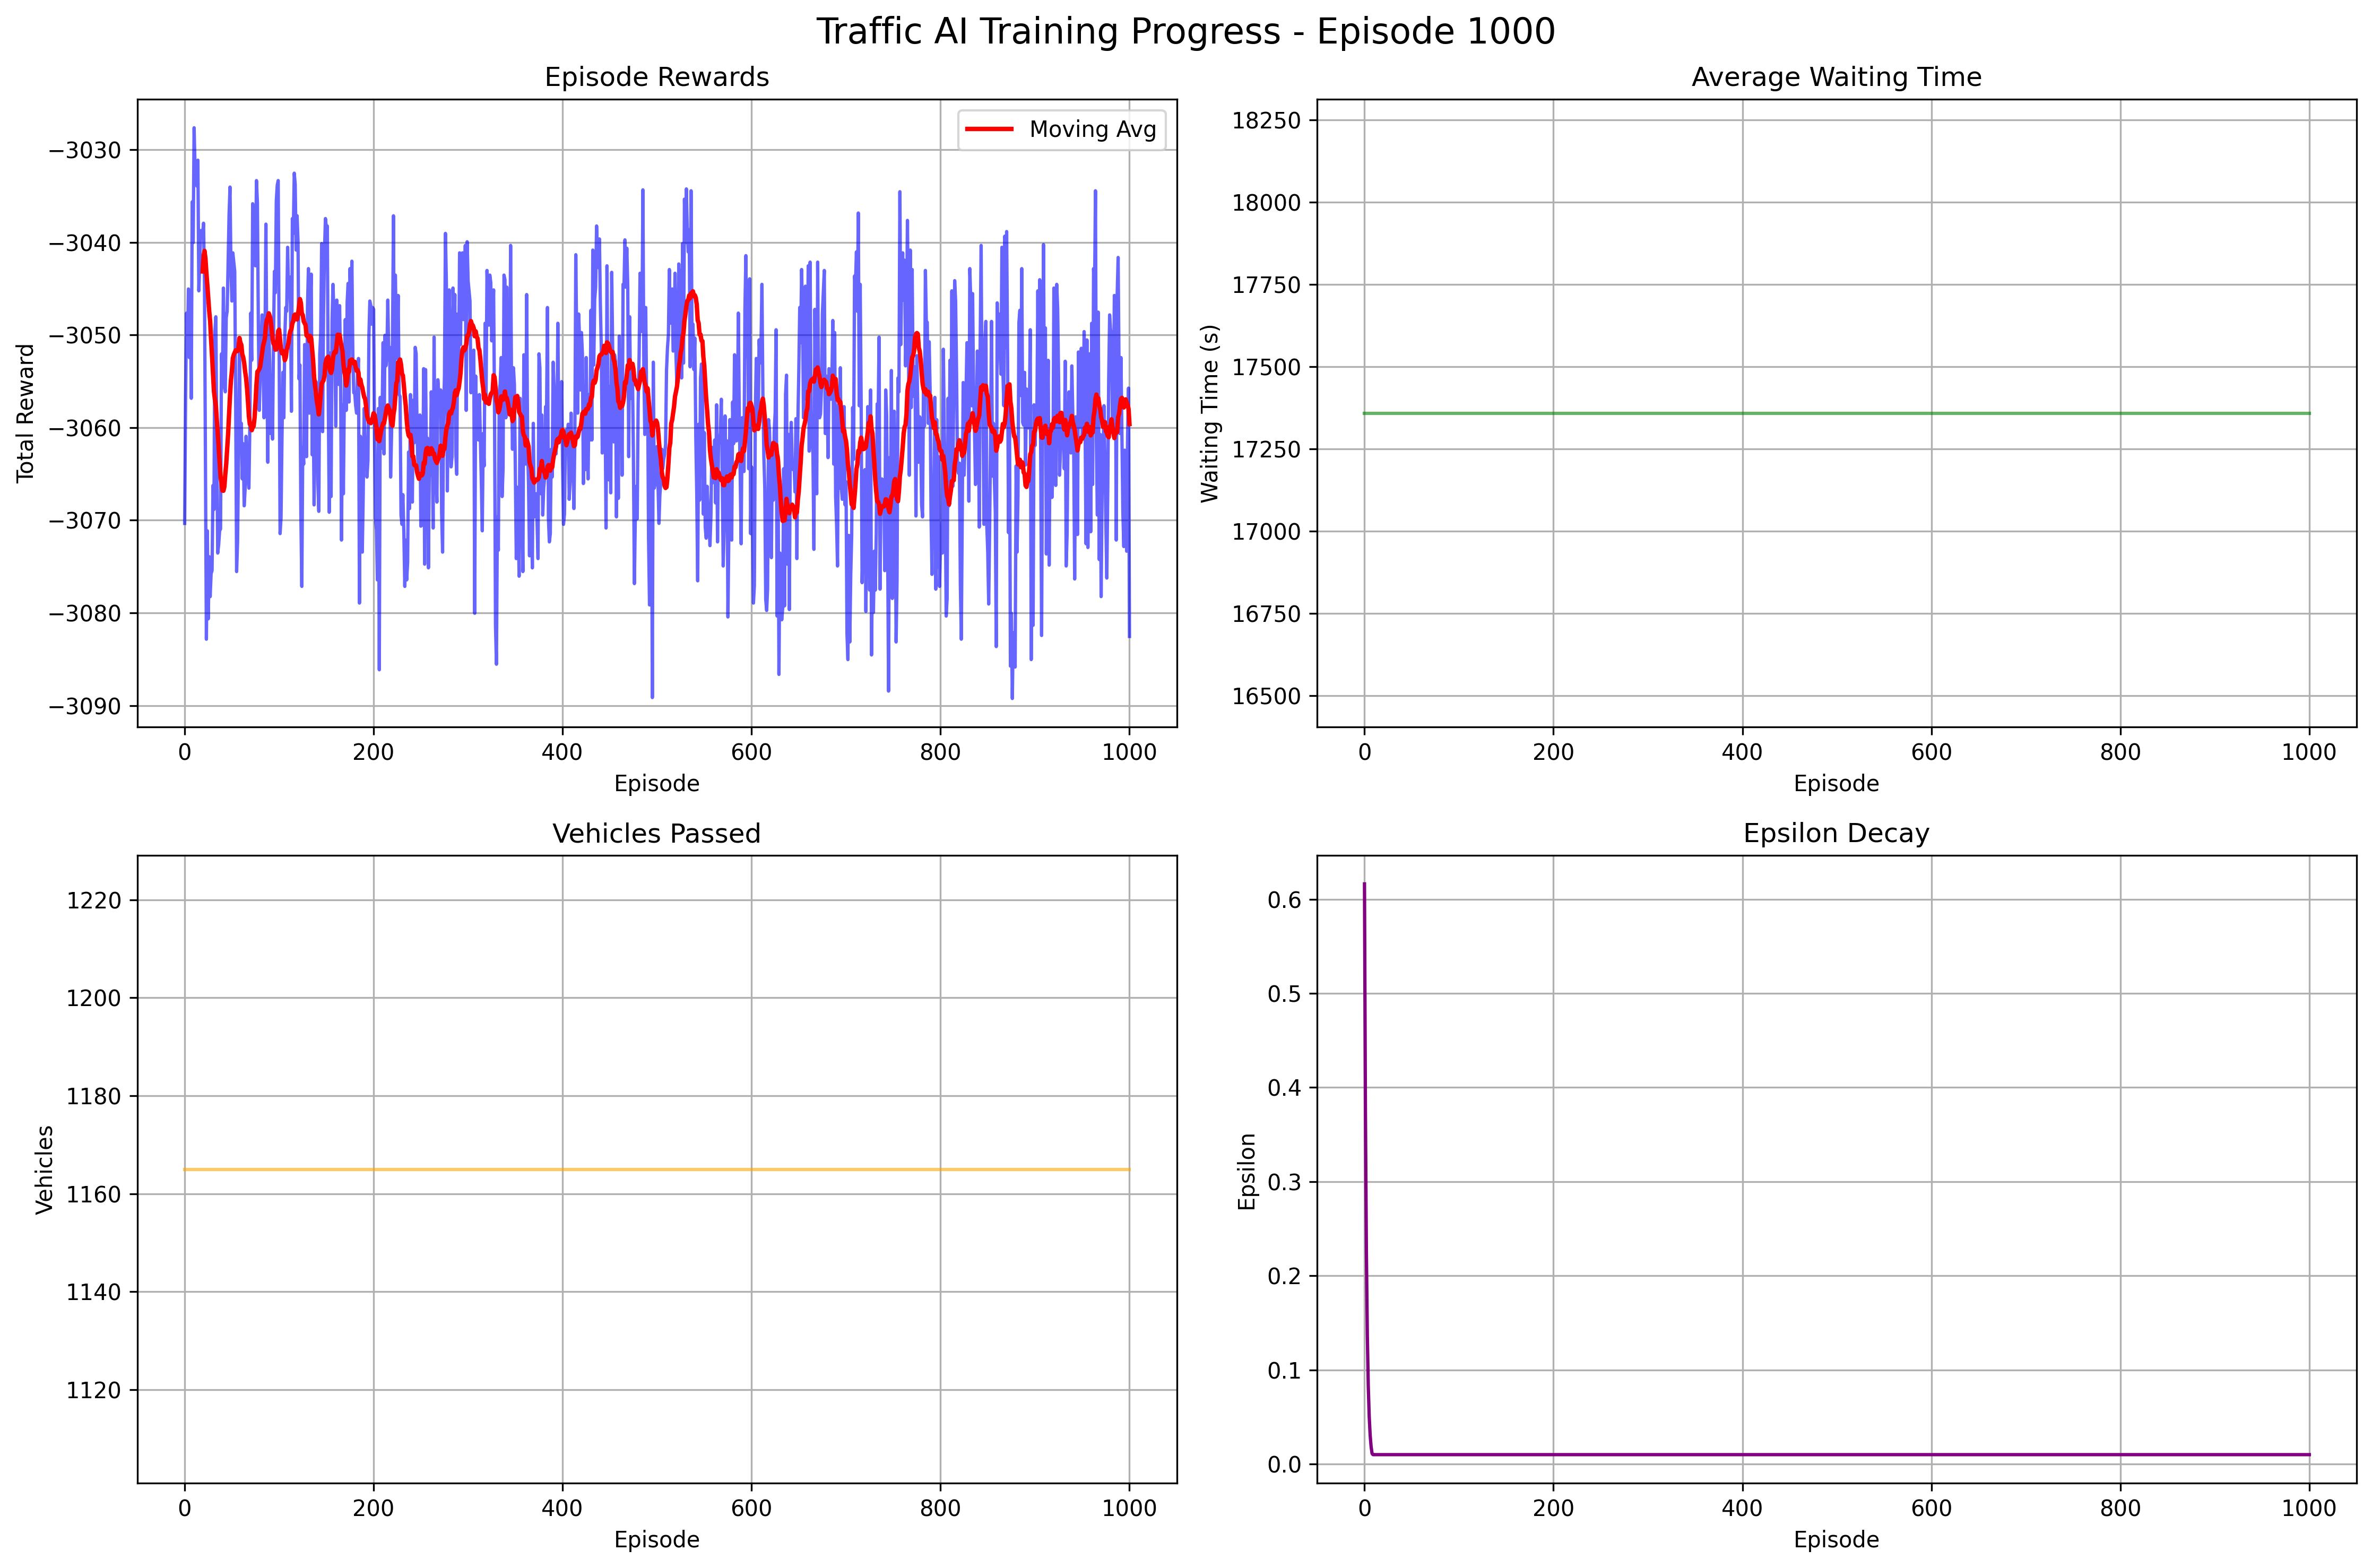 Traffic AI Training Progress - Episode 1000
Episode Rewards
Moving Avg
−3030
−3040
−3050
−3060
−3070
−3080
−3090
Total Reward
0 200 400 600 800 1000
Episode
Average Waiting Time
18250
18000
17750
17500
17250
17000
16750
16500
Waiting Time (s)
0 200 400 600 800 1000
Episode
Vehicles Passed
1220
1200
1180
1160
1140
1120
Vehicles
0 200 400 600 800 1000
Episode
Epsilon Decay
0.6
0.5
0.4
0.3
0.2
0.1
0.0
Epsilon
0 200 400 600 800 1000
Episode